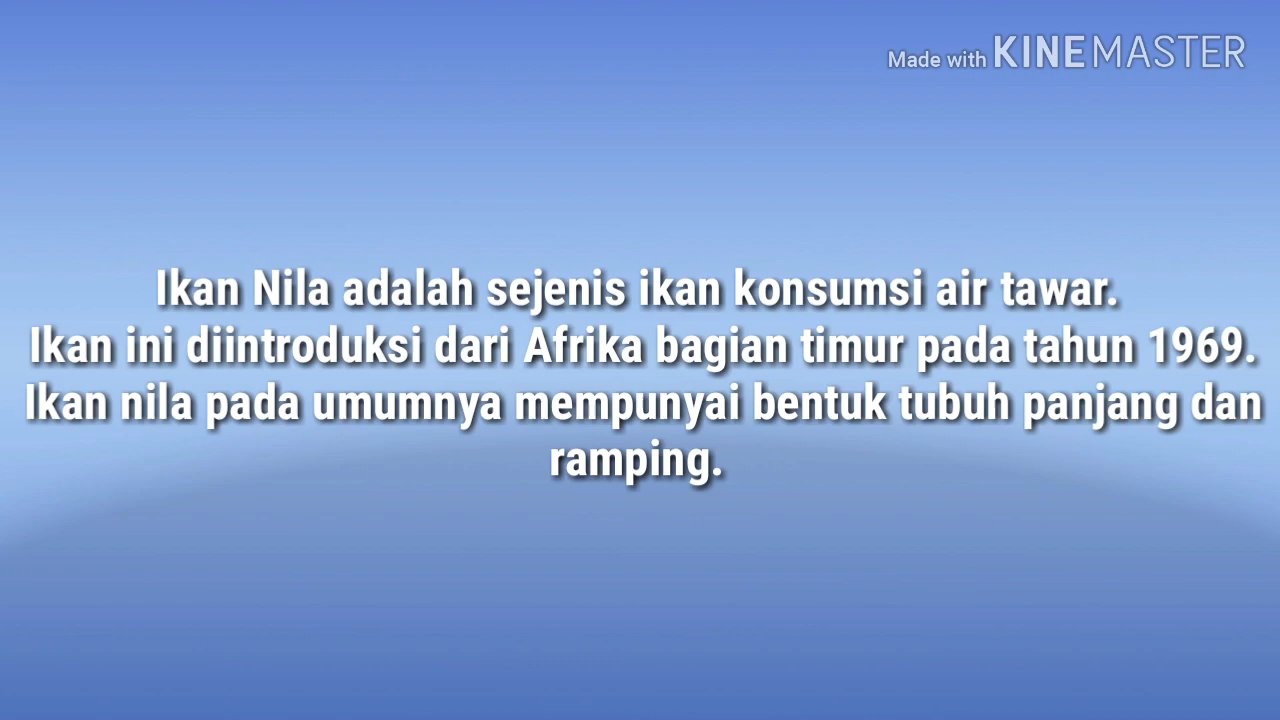 Made with KINEMASTER
Ikan Nila adalah sejenis ikan konsumsi air tawar.
Ikan ini diintroduksi dari Afrika bagian timur pada tahun 1969.
Ikan nila pada umumnya mempunyai bentuk tubuh panjang dan
ramping.